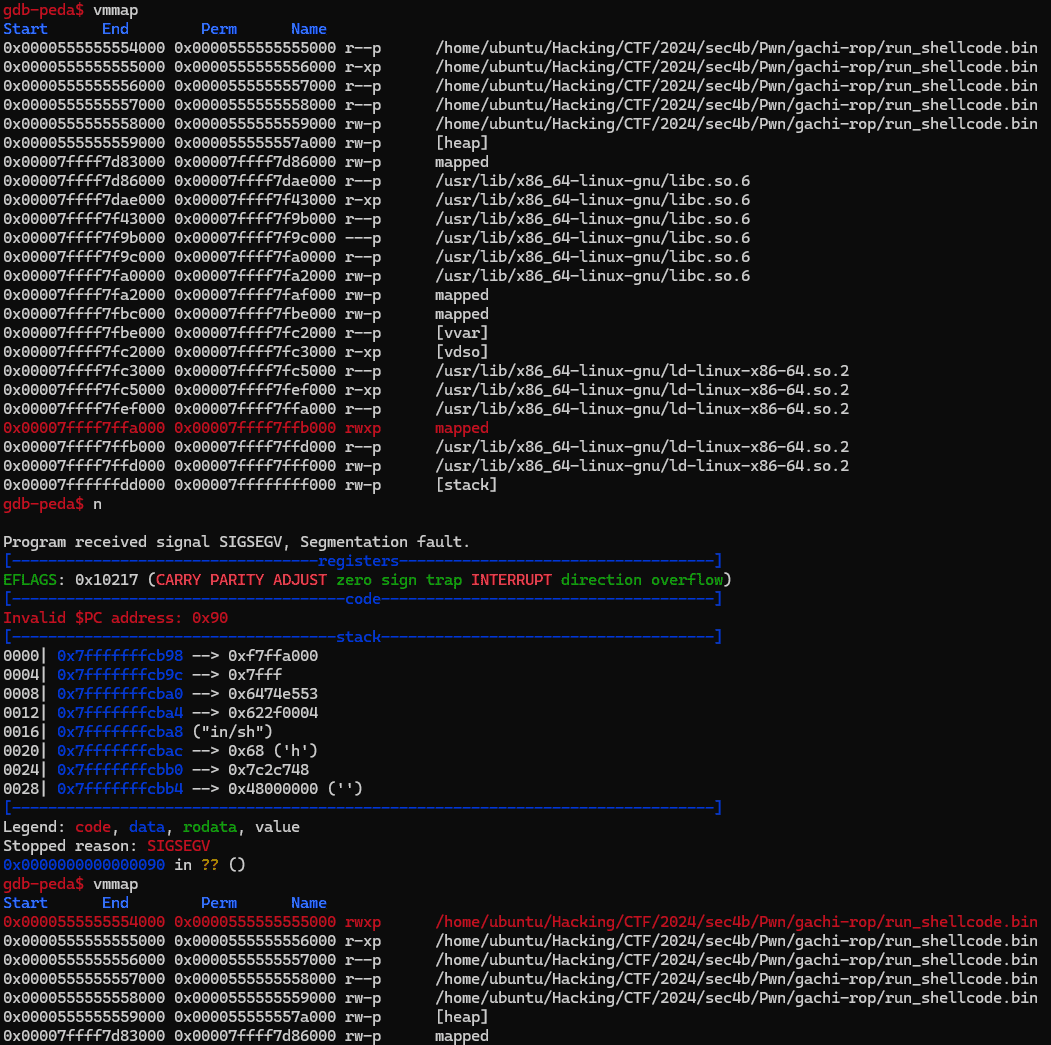 gdb-peda$ vmmap
Start      End         Perm      Name
0x0000555555554000 0x0000555555555000 r--p      /home/ubuntu/Hacking/CTF/2024/sec4b/Pwn/gachi-rop/run_shellcode.bin
0x0000555555555000 0x0000555555556000 r-xp      /home/ubuntu/Hacking/CTF/2024/sec4b/Pwn/gachi-rop/run_shellcode.bin
0x0000555555556000 0x0000555555557000 r--p      /home/ubuntu/Hacking/CTF/2024/sec4b/Pwn/gachi-rop/run_shellcode.bin
0x0000555555557000 0x0000555555558000 r--p      /home/ubuntu/Hacking/CTF/2024/sec4b/Pwn/gachi-rop/run_shellcode.bin
0x0000555555558000 0x0000555555559000 rw-p      /home/ubuntu/Hacking/CTF/2024/sec4b/Pwn/gachi-rop/run_shellcode.bin
0x0000555555559000 0x000055555557a000 rw-p      [heap]
0x00007ffff7d83000 0x00007ffff7d86000 rw-p      mapped
0x00007ffff7d86000 0x00007ffff7dae000 r--p      /usr/lib/x86_64-linux-gnu/libc.so.6
0x00007ffff7dae000 0x00007ffff7f43000 r-xp      /usr/lib/x86_64-linux-gnu/libc.so.6
0x00007ffff7f43000 0x00007ffff7f9b000 r--p      /usr/lib/x86_64-linux-gnu/libc.so.6
0x00007ffff7f9b000 0x00007ffff7f9c000 ---p      /usr/lib/x86_64-linux-gnu/libc.so.6
0x00007ffff7f9c000 0x00007ffff7fa0000 r--p      /usr/lib/x86_64-linux-gnu/libc.so.6
0x00007ffff7fa0000 0x00007ffff7fa2000 rw-p      /usr/lib/x86_64-linux-gnu/libc.so.6
0x00007ffff7fa2000 0x00007ffff7faf000 rw-p      mapped
0x00007ffff7fbc000 0x00007ffff7fbe000 rw-p      mapped
0x00007ffff7fbe000 0x00007ffff7fc2000 r--p      [vvar]
0x00007ffff7fc2000 0x00007ffff7fc3000 r-xp      [vdso]
0x00007ffff7fc3000 0x00007ffff7fc5000 r--p      /usr/lib/x86_64-linux-gnu/ld-linux-x86-64.so.2
0x00007ffff7fc5000 0x00007ffff7fef000 r-xp      /usr/lib/x86_64-linux-gnu/ld-linux-x86-64.so.2
0x00007ffff7fef000 0x00007ffff7ffa000 r--p      /usr/lib/x86_64-linux-gnu/ld-linux-x86-64.so.2
0x00007ffff7ffa000 0x00007ffff7ffb000 rwxp      mapped
0x00007ffff7ffb000 0x00007ffff7ffd000 r--p      /usr/lib/x86_64-linux-gnu/ld-linux-x86-64.so.2
0x00007ffff7ffd000 0x00007ffff7fff000 rw-p      /usr/lib/x86_64-linux-gnu/ld-linux-x86-64.so.2
0x00007ffffffdd000 0x00007ffffffff000 rw-p      [stack]
gdb-peda$ n
Program received signal SIGSEGV, Segmentation fault.
[----------------------------------registers-----------------------------------]
EFLAGS: 0x10217 (CARRY PARITY ADJUST zero sign trap INTERRUPT direction overflow)
[-------------------------------------code-------------------------------------]
Invalid $PC address: 0x90
[------------------------------------stack-------------------------------------]
0000| 0x7fffffffcb98 --> 0xf7ffa000
0004| 0x7fffffffcb9c --> 0x7fff
0008| 0x7fffffffcba0 --> 0x6474e553
0012| 0x7fffffffcba4 --> 0x622f0004
0016| 0x7fffffffcba8 ("in/sh")
0020| 0x7fffffffcbac --> 0x68 ('h')
0024| 0x7fffffffcbb0 --> 0x7c2c748
0028| 0x7fffffffcbb4 --> 0x48000000 ('')
[------------------------------------------------------------------------------]
Legend: code, data, rodata, value
Stopped reason: SIGSEGV
0x0000000000000090 in ?? ()
gdb-peda$ vmmap
Start      End         Perm      Name
0x0000555555554000 0x0000555555555000 rwxp      /home/ubuntu/Hacking/CTF/2024/sec4b/Pwn/gachi-rop/run_shellcode.bin
0x0000555555555000 0x0000555555556000 r-xp      /home/ubuntu/Hacking/CTF/2024/sec4b/Pwn/gachi-rop/run_shellcode.bin
0x0000555555556000 0x0000555555557000 r--p      /home/ubuntu/Hacking/CTF/2024/sec4b/Pwn/gachi-rop/run_shellcode.bin
0x0000555555557000 0x0000555555558000 r--p      /home/ubuntu/Hacking/CTF/2024/sec4b/Pwn/gachi-rop/run_shellcode.bin
0x0000555555558000 0x0000555555559000 rw-p      /home/ubuntu/Hacking/CTF/2024/sec4b/Pwn/gachi-rop/run_shellcode.bin
0x0000555555559000 0x000055555557a000 rw-p      [heap]
0x00007ffff7d83000 0x00007ffff7d86000 rw-p      mapped